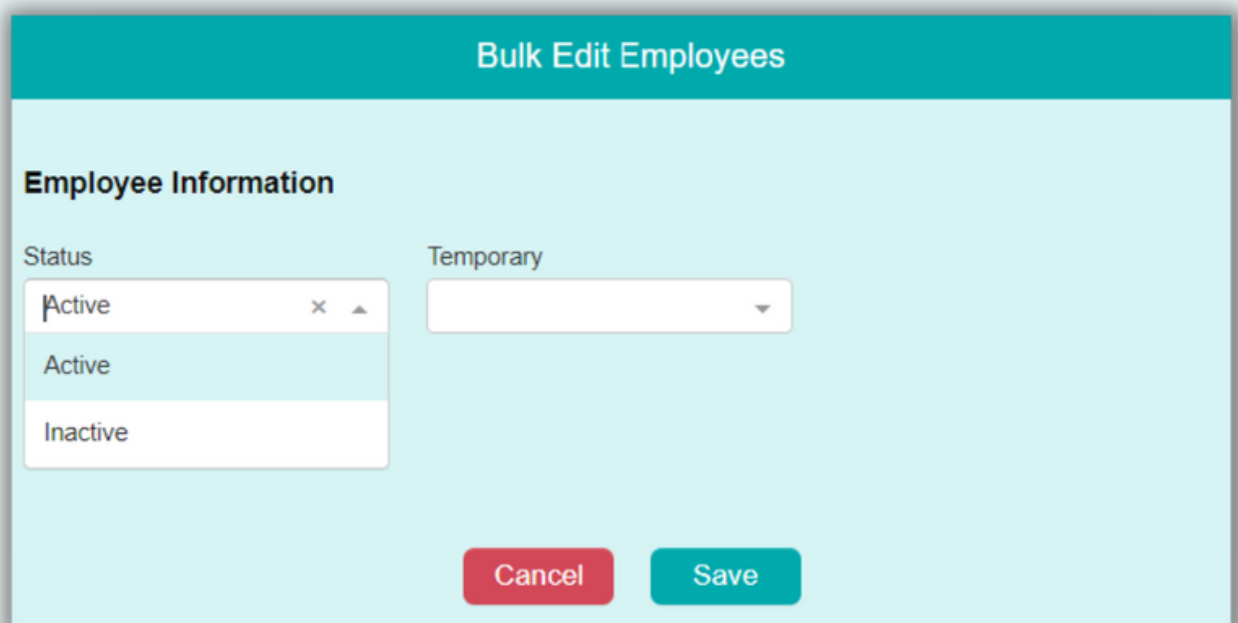 Bulk Edit Employees
Employee Information
Status Temporary
Active
Active
Inactive
Cancel Save